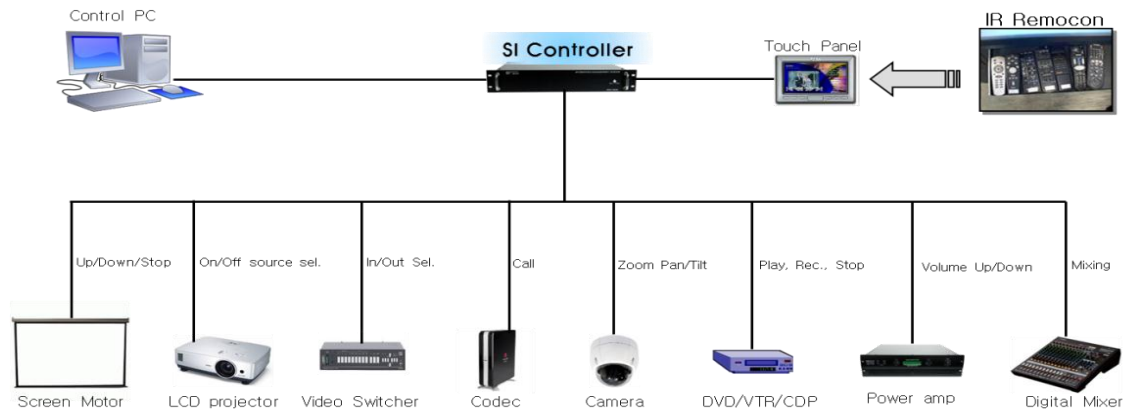 Control PC
IR Remocon
SI Controller
Touch Panel
Up/Down/Stop
On/Off source sel.
In/Out Sel.
Call
Zoom Pan/Tilt
Play, Rec., Stop
Volume Up/Down
Mixing
Screen Motor
LCD projector
Video Switcher
Codec
Camera
DVD/VTR/CDP
Power amp
Digital Mixer